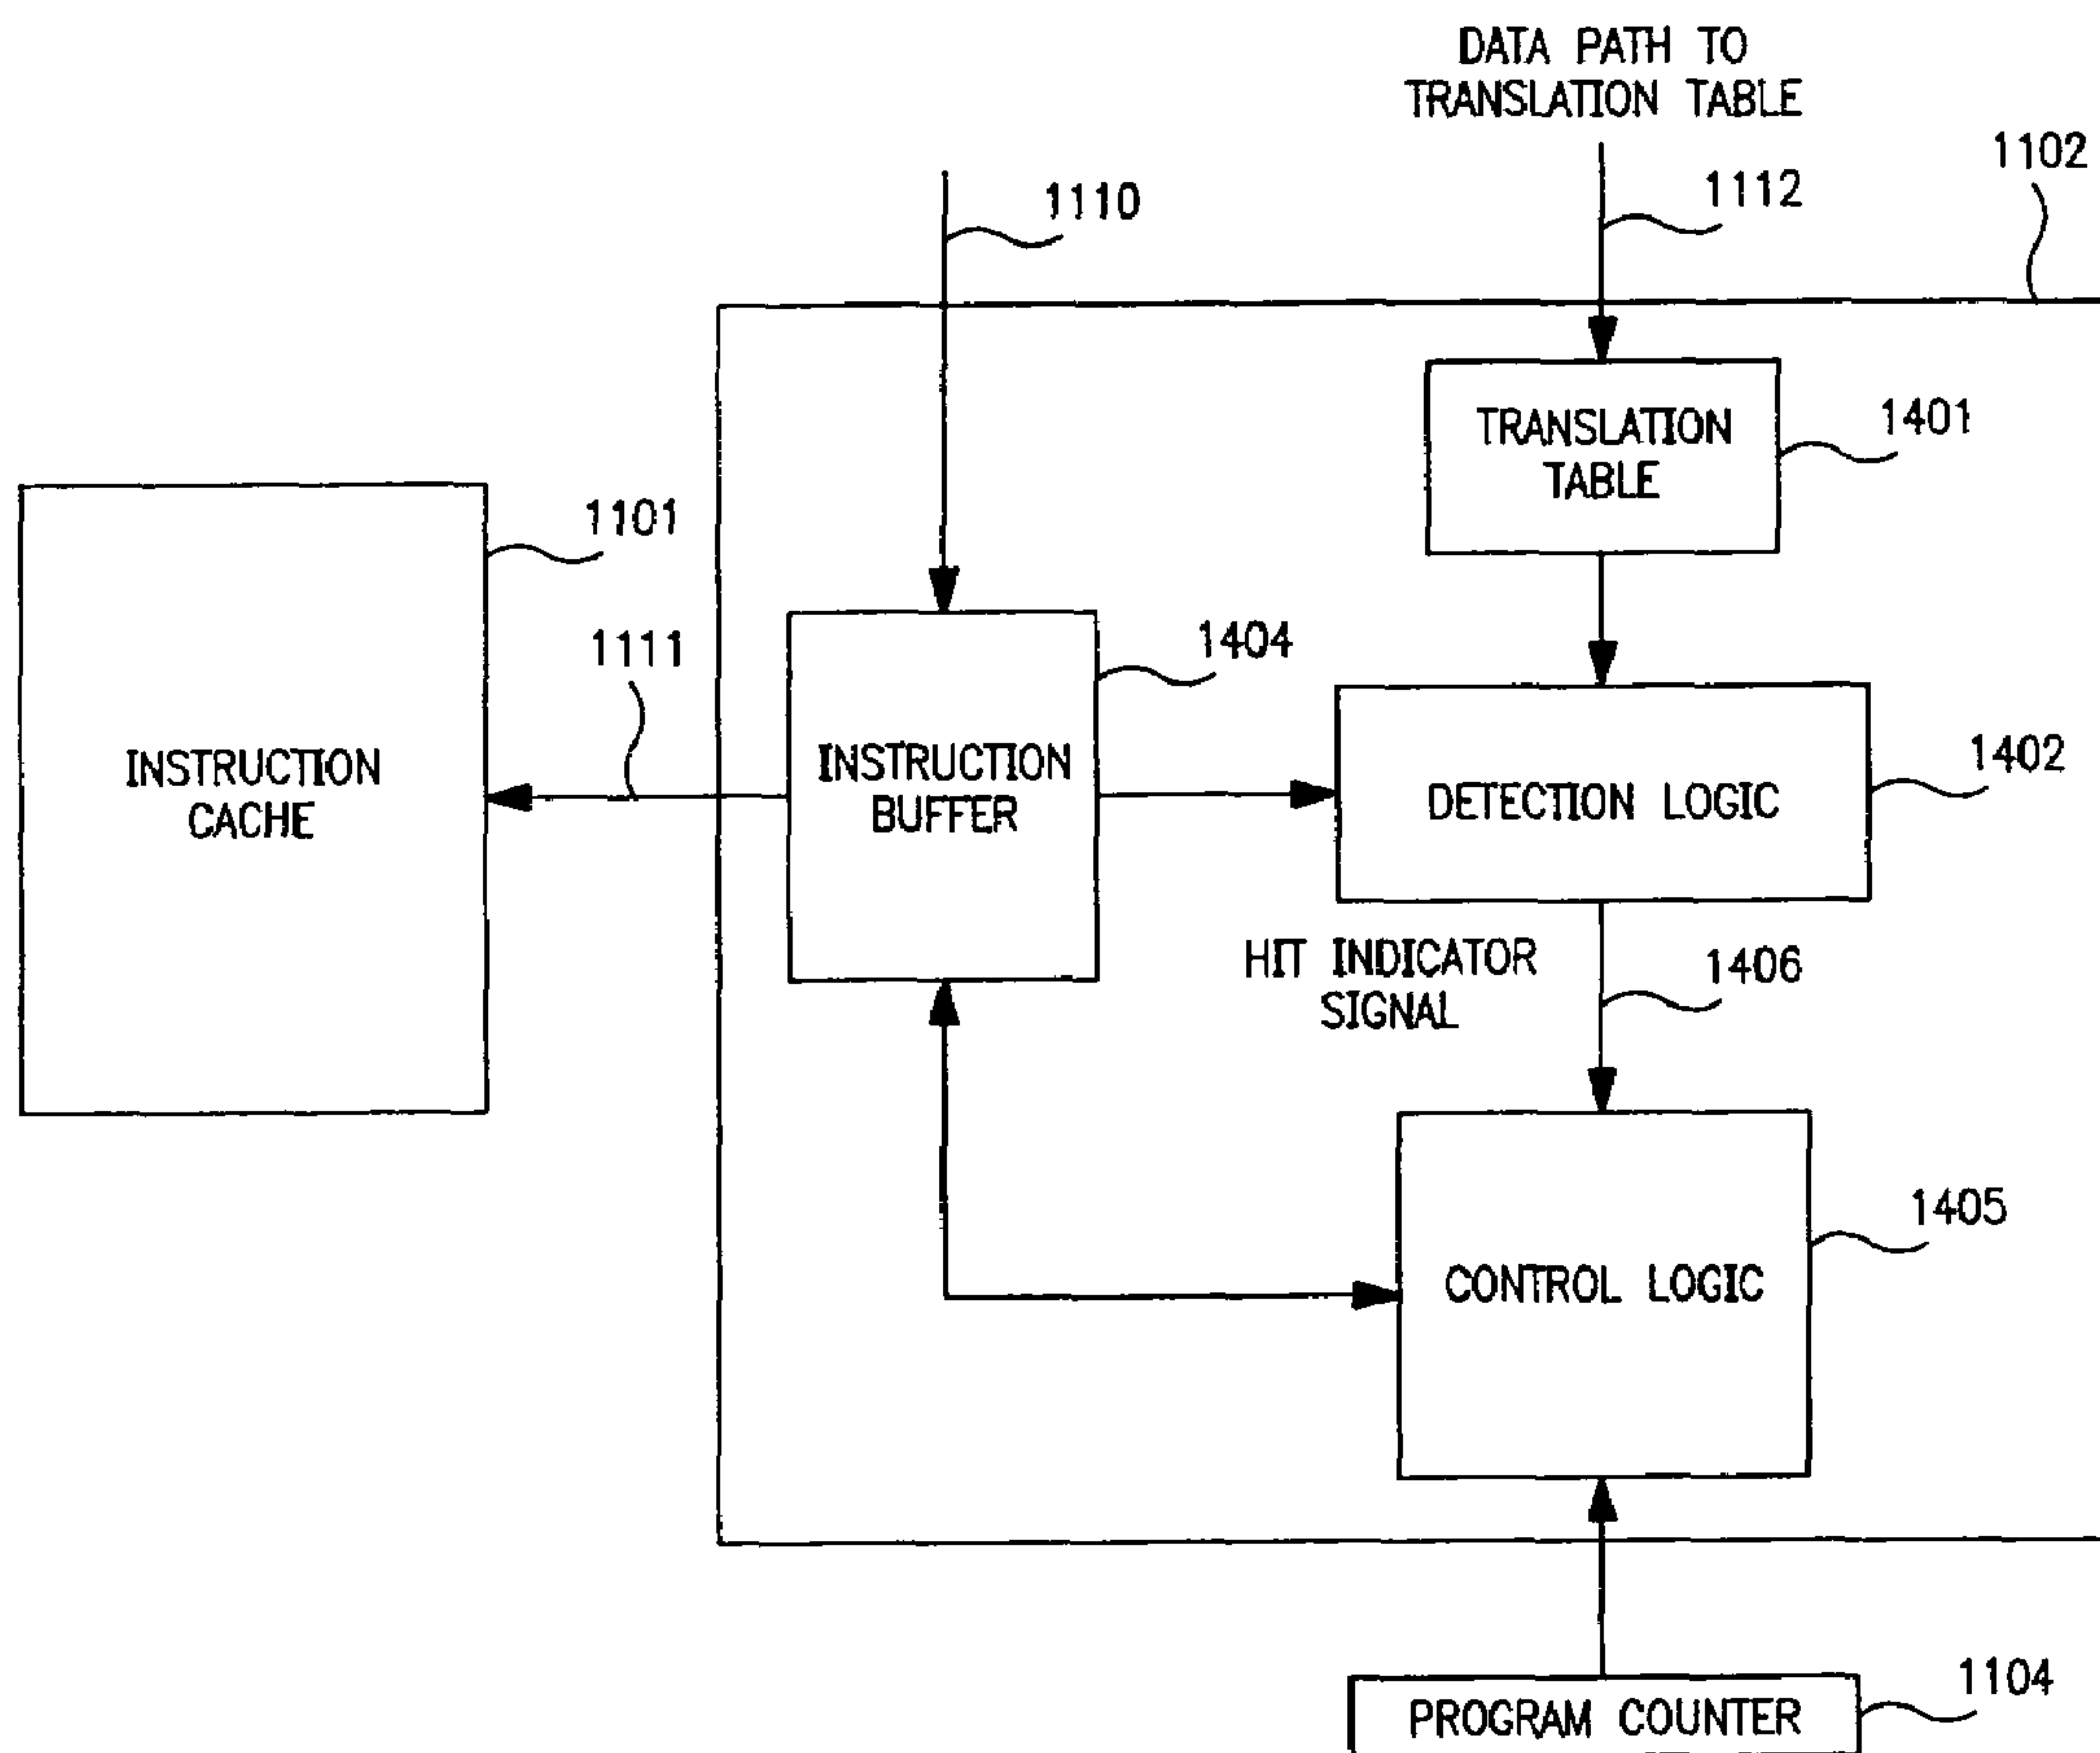 DATA PATH TO
TRANSLATION TABLE
1102
1110
1112
TRANSLATION
TABLE
1401
1101
1111
1404
INSTRUCTION
CACHE
INSTRUCTION
BUFFER
DETECTION LOGIC
1402
HIT INDICATOR
SIGNAL
1406
1405
CONTROL LOGIC
1104
PROGRAM COUNTER